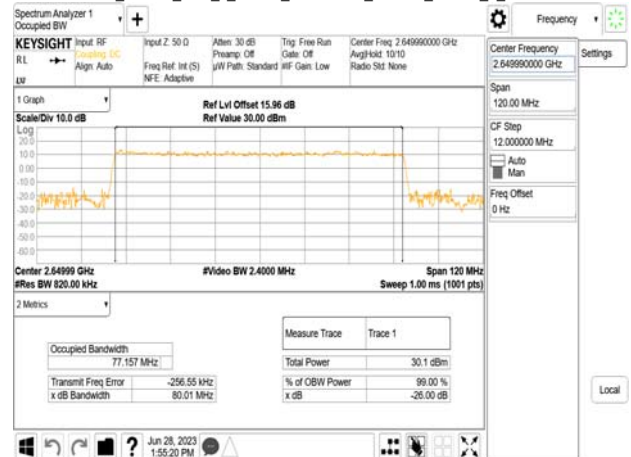 Spectrum Analyzer 1
Occupied BW
Frequency
KEYSIGHT
RL
Input: RF
Coupling: DC
Align: Auto
Input Z: 50 Ω
Freq Ref: Int (S)
NFE: Adaptive
Atten: 30 dB
Preamp: Off
µW Path: Standard
Trig: Free Run
Gate: Off
#IF Gain: Low
Center Freq: 2.649990000 GHz
Avg|Hold: 10/10
Radio Std: None
Center Frequency
2.649990000 GHz
Settings
Span
120.00 MHz
CF Step
12.000000 MHz
Auto
Man
Freq Offset
0 Hz
Local
1 Graph
Scale/Div 10.0 dB
Ref Lvl Offset 15.96 dB
Ref Value 30.00 dBm
Log
20.0
10.0
0.00
-10.0
-20.0
-30.0
-40.0
-50.0
-60.0
Center 2.64999 GHz
#Video BW 2.4000 MHz
Span 120 MHz
#Res BW 820.00 kHz
Sweep 1.00 ms (1001 pts)
2 Metrics
Measure Trace Trace 1
Occupied Bandwidth
77.157 MHz
Total Power 30.1 dBm
Transmit Freq Error -256.55 kHz
% of OBW Power 99.00 %
x dB Bandwidth 80.01 MHz
x dB -26.00 dB
Jun 28, 2023
1:55:20 PM